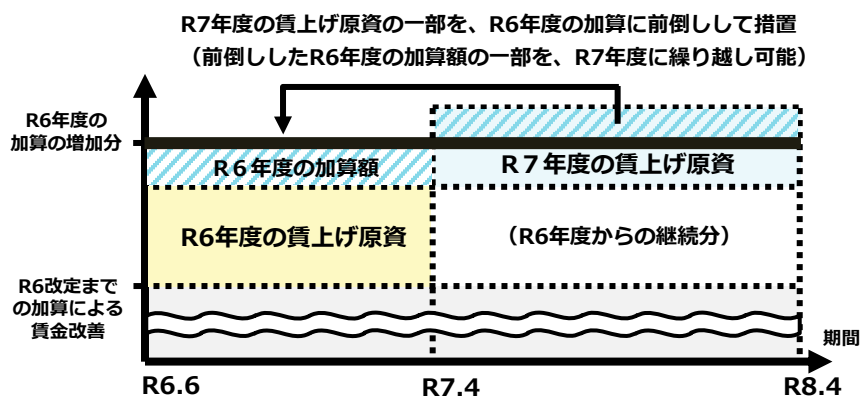 R7年度の賃上げ原資の一部を、R6年度の加算に前倒しして措置
（前倒ししたR6年度の加算額の一部を、R7年度に繰り越し可能）
R6年度の
加算の増加分
R６年度の加算額
R７年度の賃上げ原資
R6年度の賃上げ原資
（R6年度からの継続分）
R6改定まで
の加算による
賃金改善
期間
R6.6
R7.4
R8.4